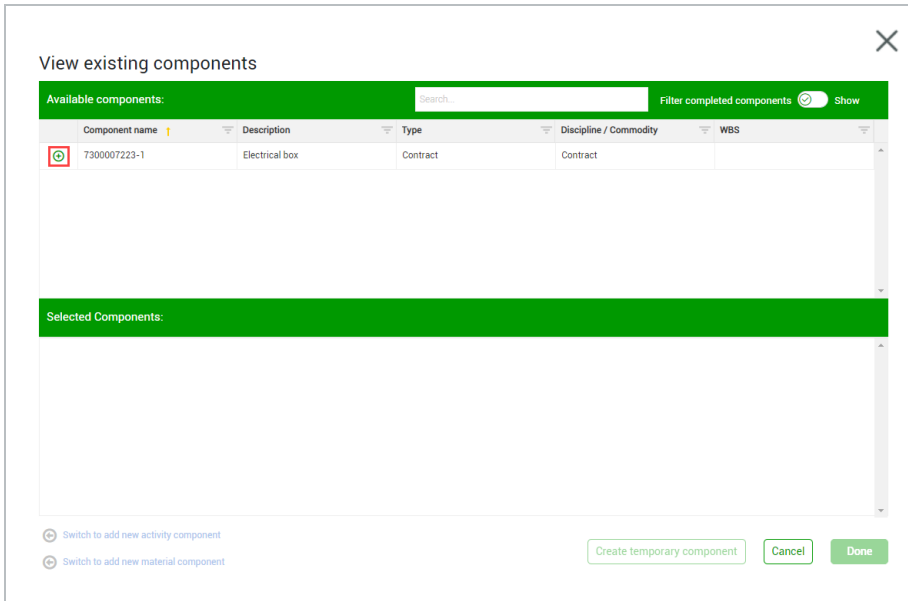 View existing components
Available components: Search... Filter completed components Show
Component name Description Type Discipline / Commodity WBS
7300007223-1 Electrical box Contract Contract
Selected Components:
Switch to add new activity component
Switch to add new material component
Create temporary component Cancel Done